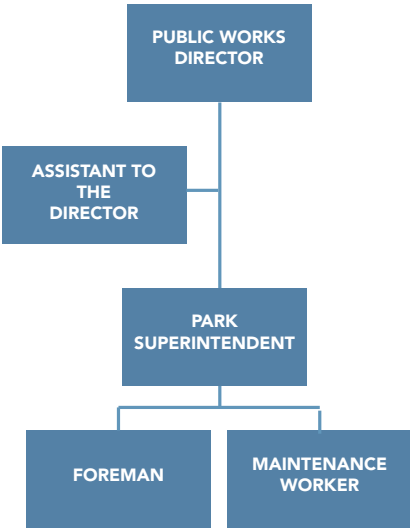 PUBLIC WORKS
DIRECTOR
ASSISTANT TO
THE
DIRECTOR
PARK
SUPERINTENDENT
FOREMAN
MAINTENANCE
WORKER